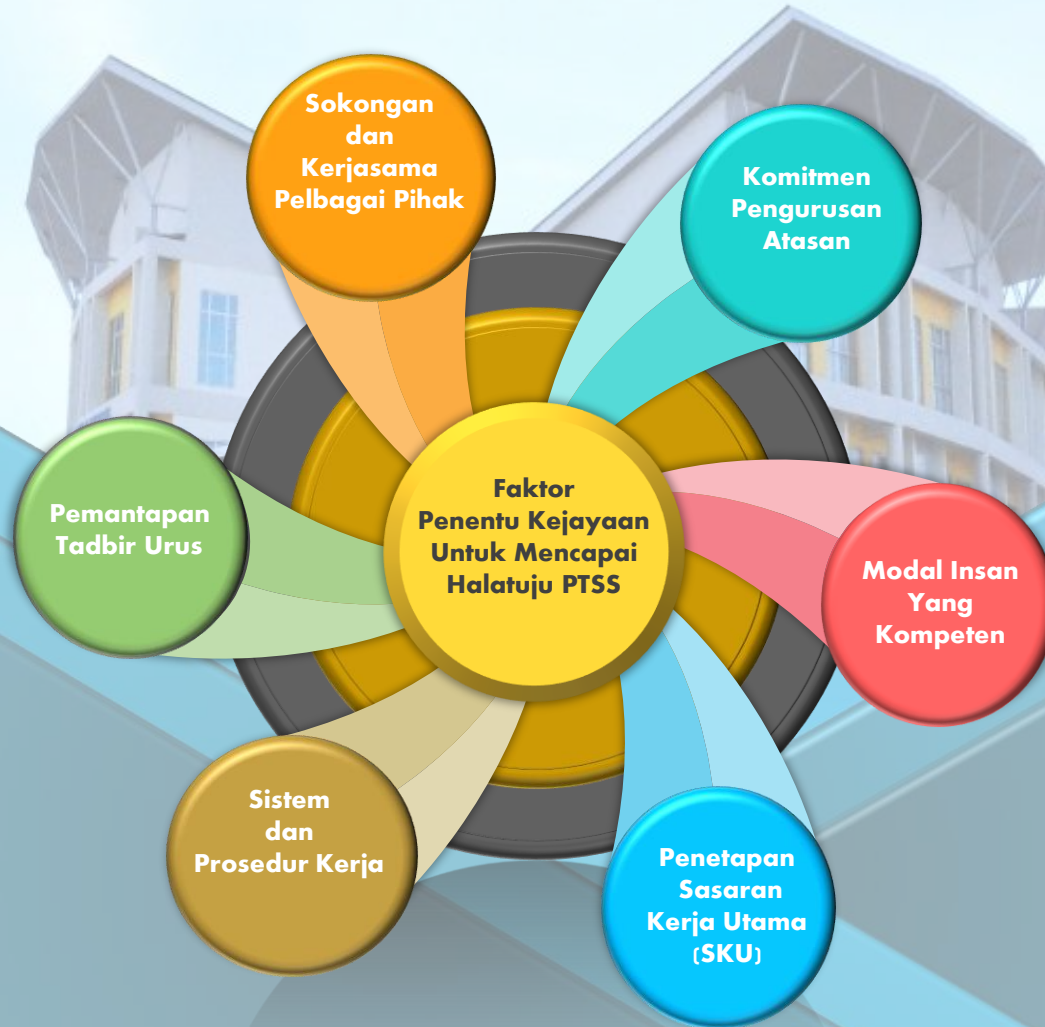 Sokongan
dan
Kerjasama
Pelbagai Pihak
Komitmen
Pengurusan
Atasan
Faktor
Penentu Kejayaan
Untuk Mencapai
Halatuju PTSS
Pemantapan
Tadbir Urus
Modal Insan
Yang
Kompeten
Sistem
dan
Prosedur Kerja
Penetapan
Sasaran
Kerja Utama
(SKU)